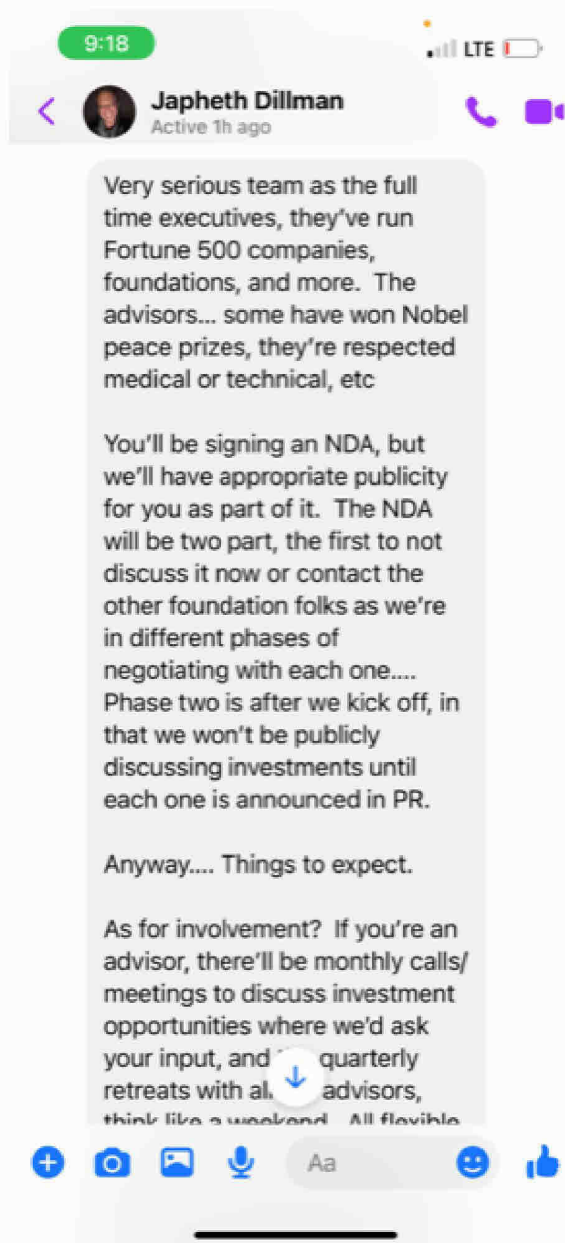 9:18
LTE
Japheth Dillman
Active 1h ago
Very serious team as the full
time executives, they've run
Fortune 500 companies,
foundations, and more. The
advisors... some have won Nobel
peace prizes, they're respected
medical or technical, etc
You'll be signing an NDA, but
we'll have appropriate publicity
for you as part of it. The NDA
will be two part, the first to not
discuss it now or contact the
other foundation folks as we're
in different phases of
negotiating with each one....
Phase two is after we kick off, in
that we won't be publicly
discussing investments until
each one is announced in PR.
Anyway.... Things to expect.
As for involvement? If you're an
advisor, there'll be monthly calls/
meetings to discuss investment
opportunities where we'd ask
your input, and quarterly
retreats with advisors,
think like a weekend. All flexible
Aa